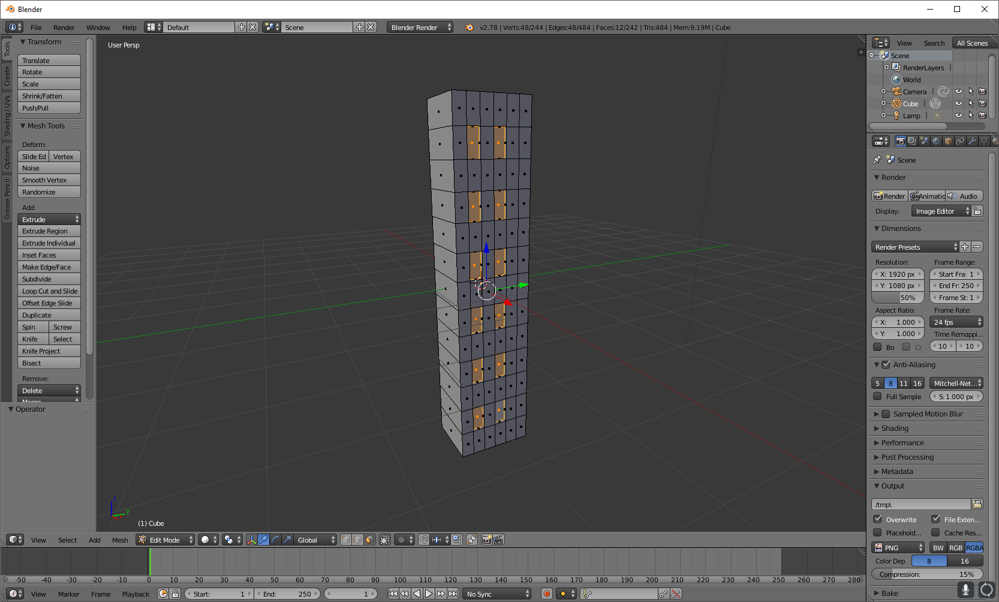 Blender
File Render Window Help Default Scene Blender Render v2.78 | Verts:48/244 | Edges:48/484 | Faces:12/242 | Tris:484 | Mem:9.19M | Cube
Tools
Create
Shading / UVs
Options
Grease Pencil
Transform
Translate
Rotate
Scale
Shrink/Fatten
Push/Pull
Mesh Tools
Deform:
Slide Ed Vertex
Noise
Smooth Vertex
Randomize
Add:
Extrude
Extrude Region
Extrude Individual
Inset Faces
Make Edge/Face
Subdivide
Loop Cut and Slide
Offset Edge Slide
Duplicate
Spin Screw
Knife Select
Knife Project
Bisect
Remove:
Delete
Merge
Operator
User Persp
z
y
(1) Cube
View Select Add Mesh Edit Mode Global
-50 -40 -30 -20 -10 0 10 20 30 40 50 60 70 80 90 100 110 120 130 140 150 160 170 180 190 200 210 220 230 240 250 260 270 280
View Marker Frame Playback Start: 1 End: 250 1 No Sync
View Search All Scenes
Scene
RenderLayers
World
Camera
Cube
Lamp
Scene
Render
Render Animatic Audio
Display: Image Editor
Dimensions
Render Presets
Resolution: Frame Range:
X: 1920 px Start Fra: 1
Y: 1080 px End Fr: 250
50% Frame St: 1
Aspect Ratio: Frame Rate:
X: 1.000 24 fps
Y: 1.000 Time Remappi...
Bo Cr 10 10
Anti-Aliasing
5 8 11 16 Mitchell-Net...
Full Sample S: 1.000 px
Sampled Motion Blur
Shading
Performance
Post Processing
Metadata
Output
/tmp\
Overwrite File Exten...
Placehold... Cache Res...
PNG BW RGB RGBA
Color Dep 8 16
Compression: 15%
Bake